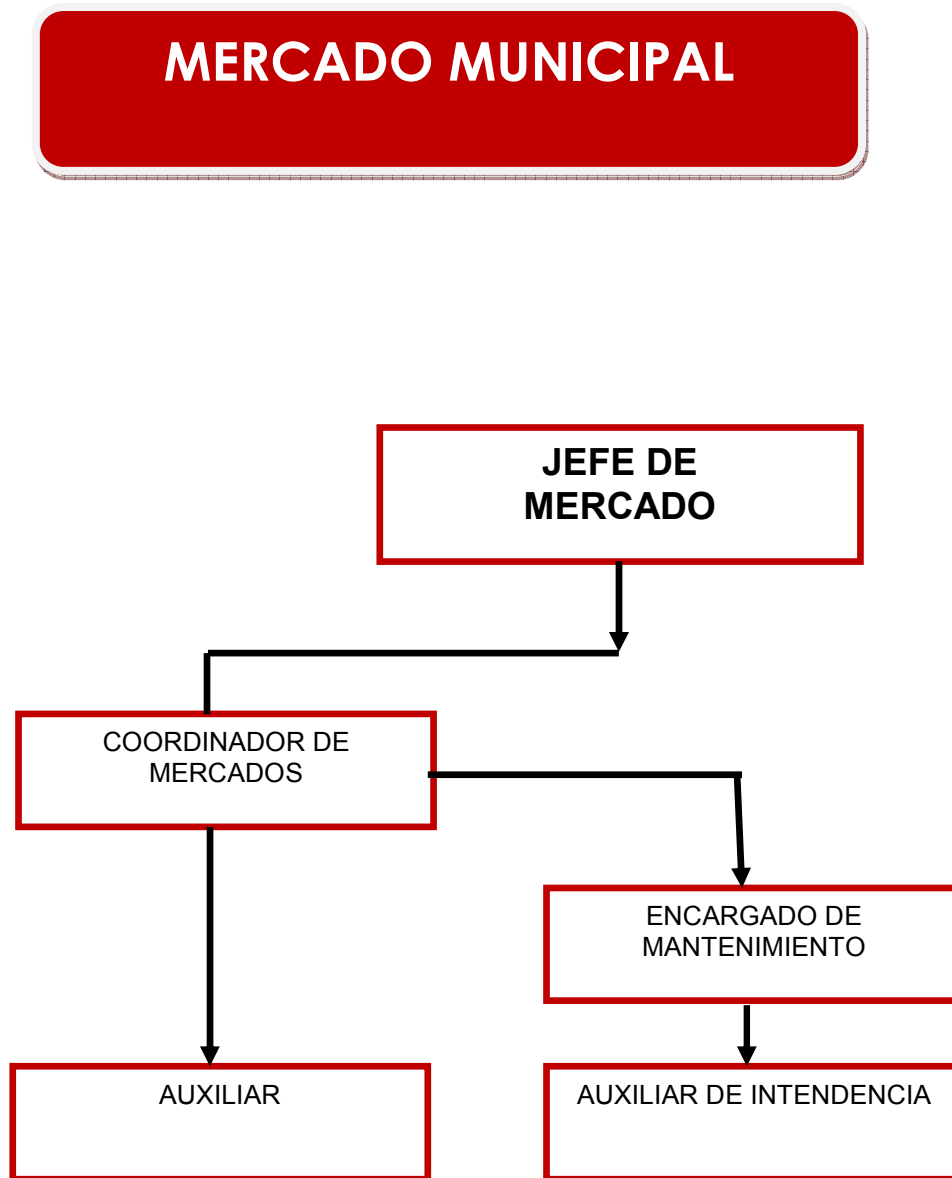 MERCADO MUNICIPAL
JEFE DE
MERCADO
COORDINADOR DE
MERCADOS
ENCARGADO DE
MANTENIMIENTO
AUXILIAR
AUXILIAR DE INTENDENCIA